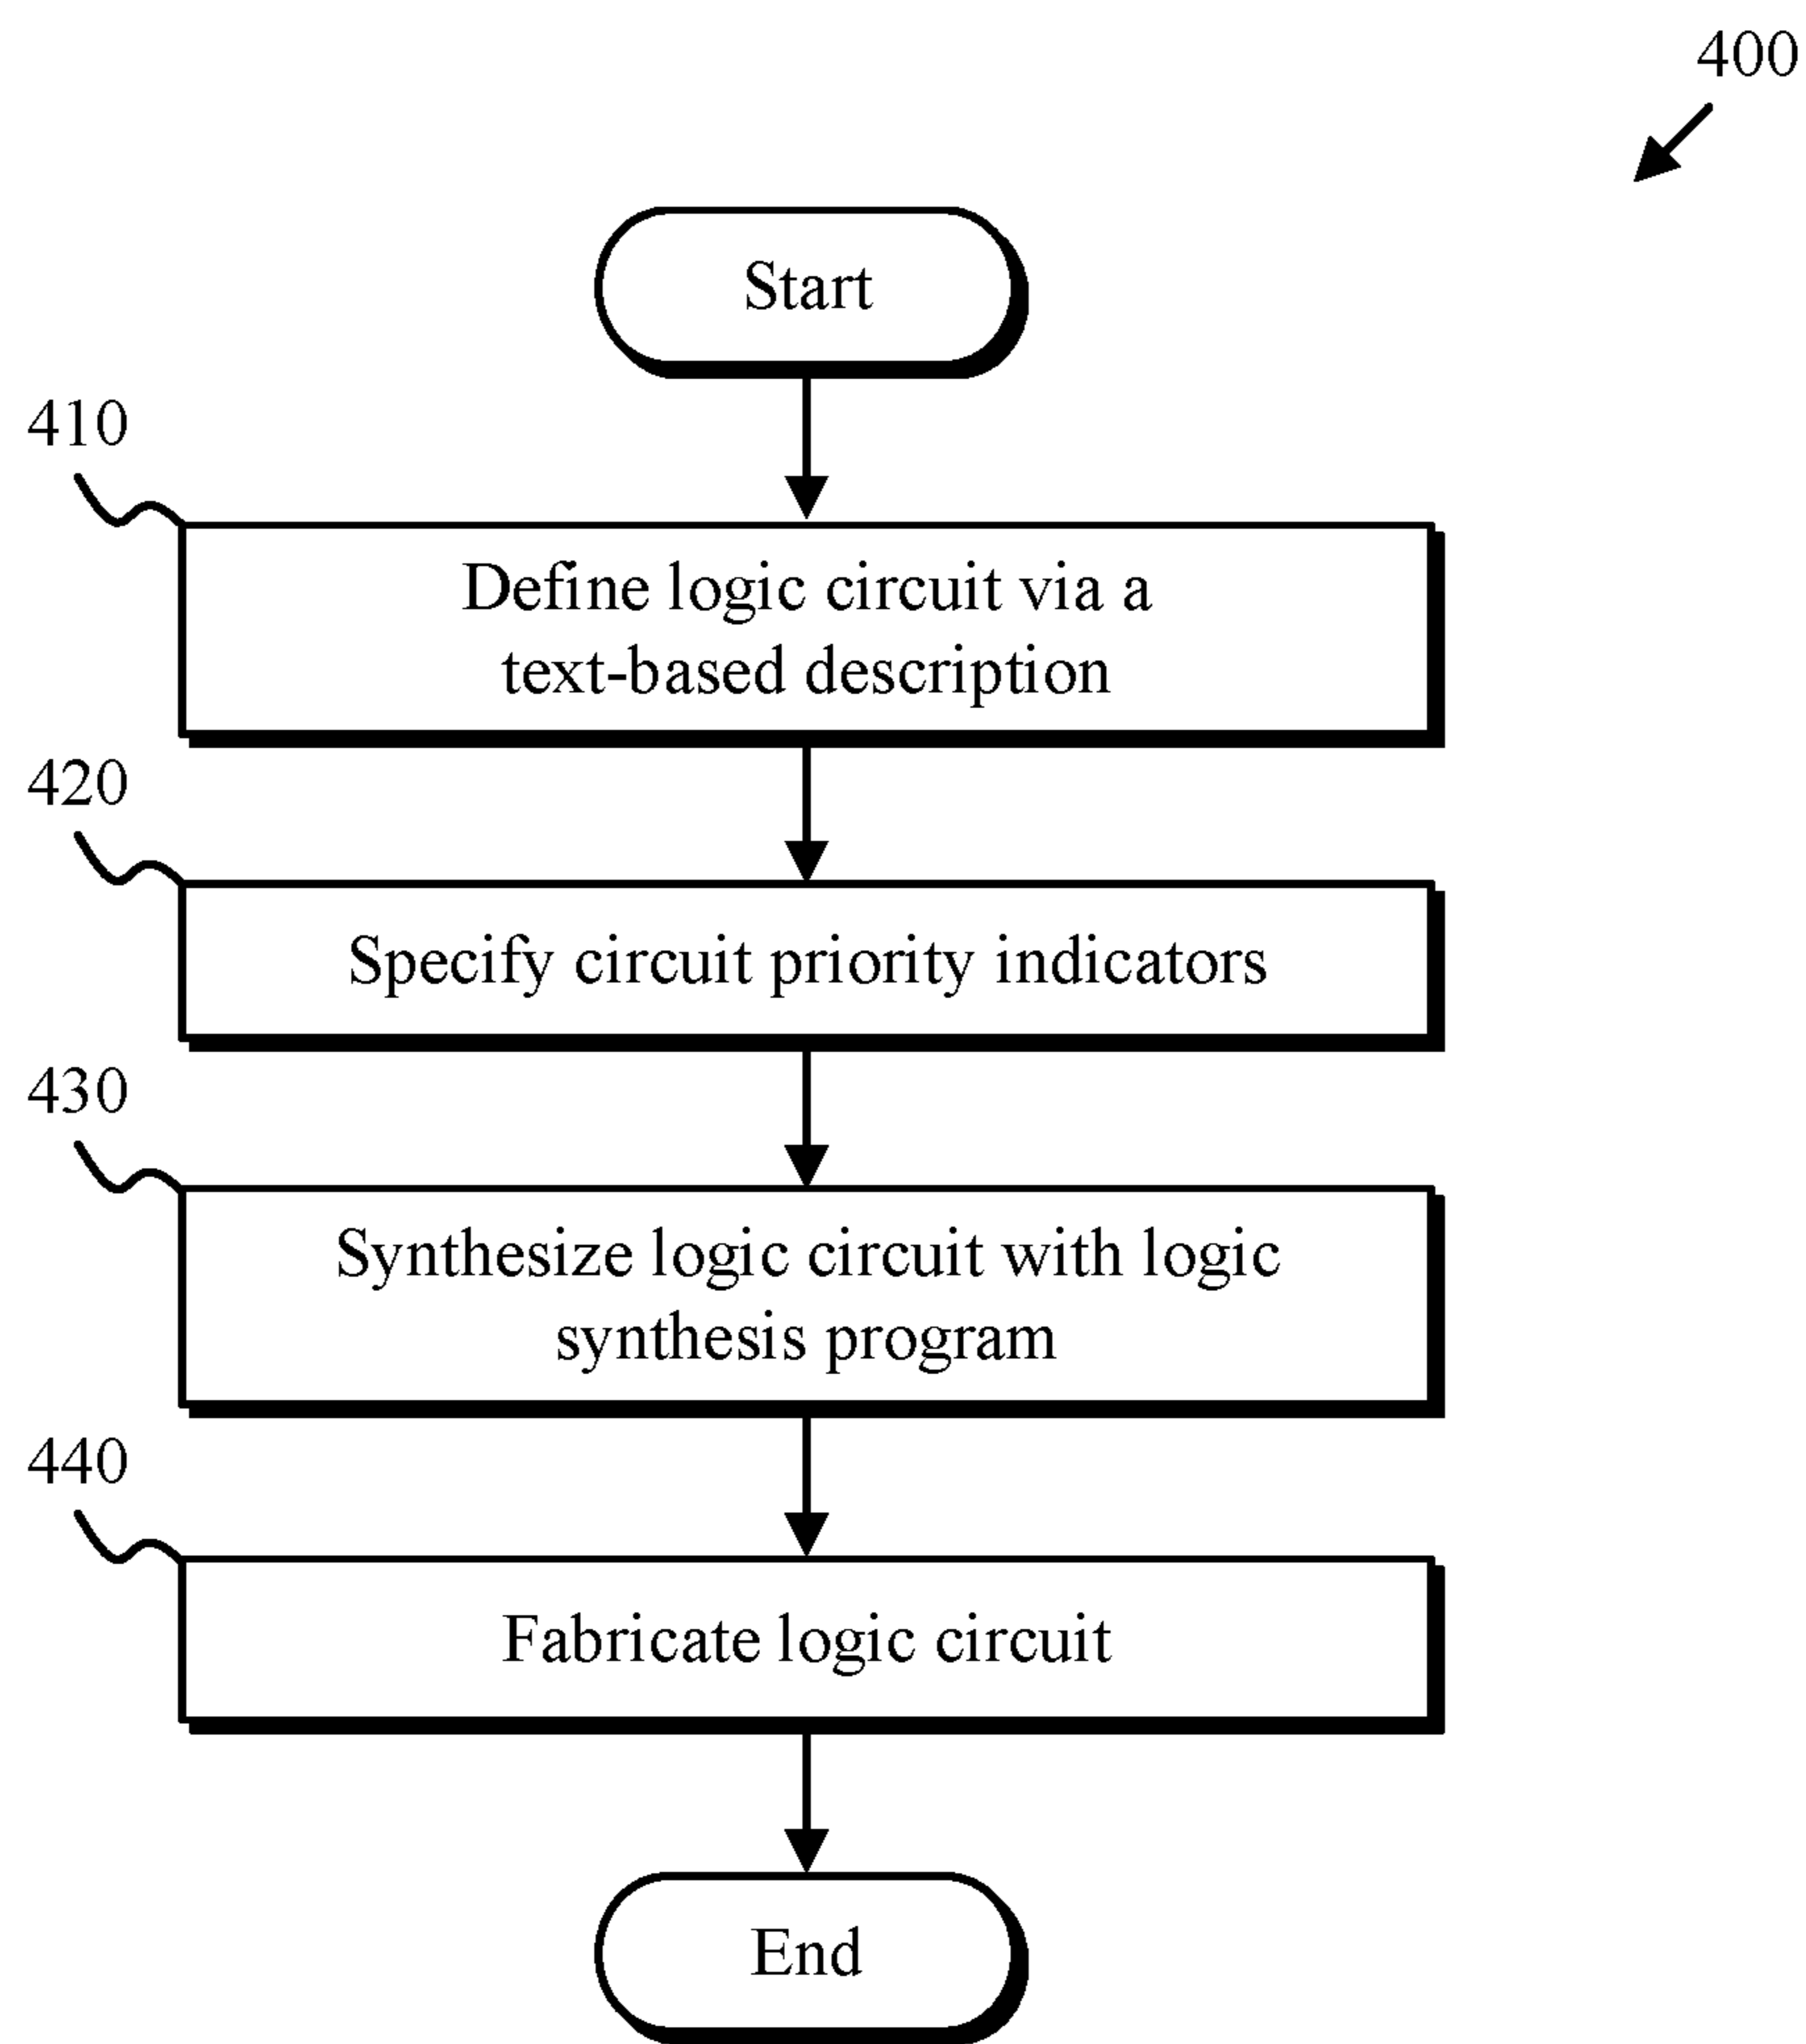 400
Start
410
Define logic circuit via a
text-based description
420
Specify circuit priority indicators
430
Synthesize logic circuit with logic
synthesis program
440
Fabricate logic circuit
End